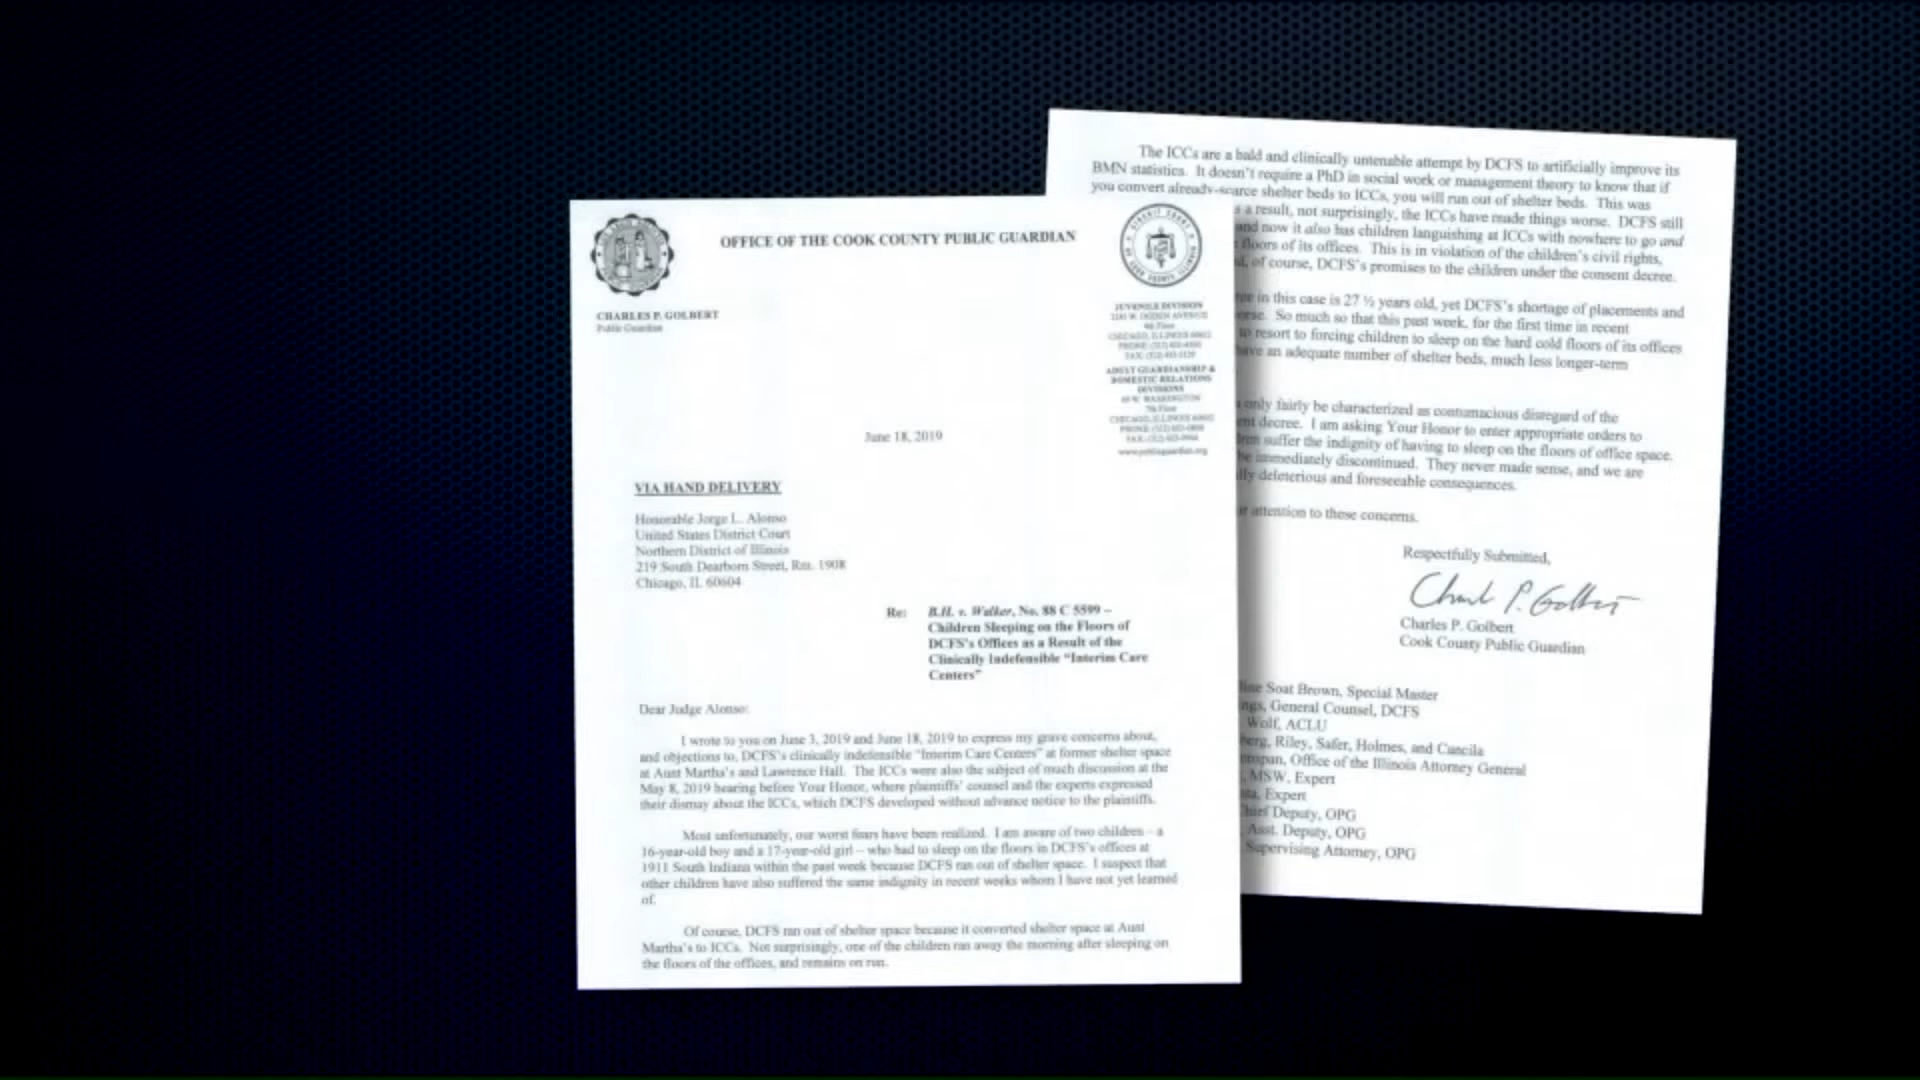 OFFICE OF THE COOK COUNTY PUBLIC GUARDIAN
CHARLES P. GOLBERT
Public Guardian
JUVENILE DIVISION
CHICAGO, ILLINOIS
ADULT GUARDIANSHIP &
DOMESTIC RELATIONS
DIVISIONS
69 W. WASHINGTON
CHICAGO, ILLINOIS
www.publicguardian.org
June 18, 2019
VIA HAND DELIVERY
Honorable Jorge L. Alonso
United States District Court
Northern District of Illinois
219 South Dearborn Street, Rm. 1908
Chicago, IL 60604
Re: B.H. v. Walker, No. 88 C 5599 –
Children Sleeping on the Floors of
DCFS's Offices as a Result of the
Clinically Indefensible "Interim Care
Centers"
Dear Judge Alonso:
I wrote to you on June 3, 2019 and June 18, 2019 to express my grave concerns about,
and objections to, DCFS's clinically indefensible "Interim Care Centers" at former shelter space
at Aunt Martha's and Lawrence Hall. The ICCs were also the subject of much discussion at the
May 8, 2019 hearing before Your Honor, where plaintiffs' counsel and the experts expressed
their dismay about the ICCs, which DCFS developed without advance notice to the plaintiffs.
Most unfortunately, our worst fears have been realized. I am aware of two children – a
16-year-old boy and a 17-year-old girl – who had to sleep on the floors in DCFS's offices at
1911 South Indiana within the past week because DCFS ran out of shelter space. I suspect that
other children have also suffered the same indignity in recent weeks whom I have not yet learned
of.
Of course, DCFS ran out of shelter space because it converted shelter space at Aunt
Martha's to ICCs. Not surprisingly, one of the children ran away the morning after sleeping on
the floors of the offices, and remains on run.
The ICCs are a bald and clinically untenable attempt by DCFS to artificially improve its
BMN statistics. It doesn't require a PhD in social work or management theory to know that if
you convert already-scarce shelter beds to ICCs, you will run out of shelter beds. This was
a result, not surprisingly, the ICCs have made things worse. DCFS still
and now it also has children languishing at ICCs with nowhere to go and
floors of its offices. This is in violation of the children's civil rights,
of course, DCFS's promises to the children under the consent decree.
in this case is 27 ½ years old, yet DCFS's shortage of placements and
So much so that this past week, for the first time in recent
to resort to forcing children to sleep on the hard cold floors of its offices
have an adequate number of shelter beds, much less longer-term
only fairly be characterized as contumacious disregard of the
decree. I am asking Your Honor to enter appropriate orders to
suffer the indignity of having to sleep on the floors of office space.
immediately discontinued. They never made sense, and we are
deleterious and foreseeable consequences.
attention to these concerns.
Respectfully Submitted,
Charles P. Golbert
Charles P. Golbert
Cook County Public Guardian
Soat Brown, Special Master
General Counsel, DCFS
Wolf, ACLU
Riley, Safer, Holmes, and Cancila
Office of the Illinois Attorney General
MSW, Expert
Expert
Chief Deputy, OPG
Asst. Deputy, OPG
Supervising Attorney, OPG